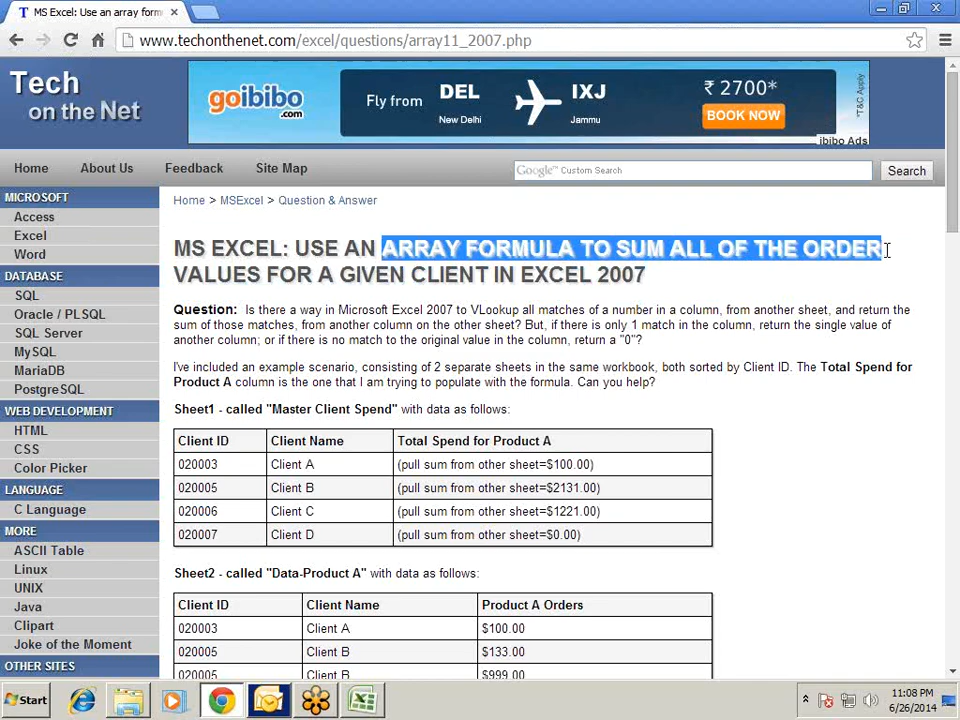 MS Excel: Use an array form
www.techonthenet.com/excel/questions/array11_2007.php
Tech
on the Net
goibibo
.com
Fly from
DEL
New Delhi
IXJ
Jammu
₹ 2700*
BOOK NOW
*T&C Apply
ibibo Ads
Home
About Us
Feedback
Site Map
Google™ Custom Search
Search
MICROSOFT
Access
Excel
Word
DATABASE
SQL
Oracle / PLSQL
SQL Server
MySQL
MariaDB
PostgreSQL
WEB DEVELOPMENT
HTML
CSS
Color Picker
LANGUAGE
C Language
MORE
ASCII Table
Linux
UNIX
Java
Clipart
Joke of the Moment
OTHER SITES
Home > MSExcel > Question & Answer
MS EXCEL: USE AN ARRAY FORMULA TO SUM ALL OF THE ORDER
VALUES FOR A GIVEN CLIENT IN EXCEL 2007
Question: Is there a way in Microsoft Excel 2007 to VLookup all matches of a number in a column, from another sheet, and return the
sum of those matches, from another column on the other sheet? But, if there is only 1 match in the column, return the single value of
another column; or if there is no match to the original value in the column, return a "0"?
I've included an example scenario, consisting of 2 separate sheets in the same workbook, both sorted by Client ID. The Total Spend for
Product A column is the one that I am trying to populate with the formula. Can you help?
Sheet1 - called "Master Client Spend" with data as follows:
Client ID Client Name Total Spend for Product A
020003 Client A (pull sum from other sheet=$100.00)
020005 Client B (pull sum from other sheet=$2131.00)
020006 Client C (pull sum from other sheet=$1221.00)
020007 Client D (pull sum from other sheet=$0.00)
Sheet2 - called "Data-Product A" with data as follows:
Client ID Client Name Product A Orders
020003 Client A $100.00
020005 Client B $133.00
020005 Client B $999.00
Start
11:08 PM
6/26/2014